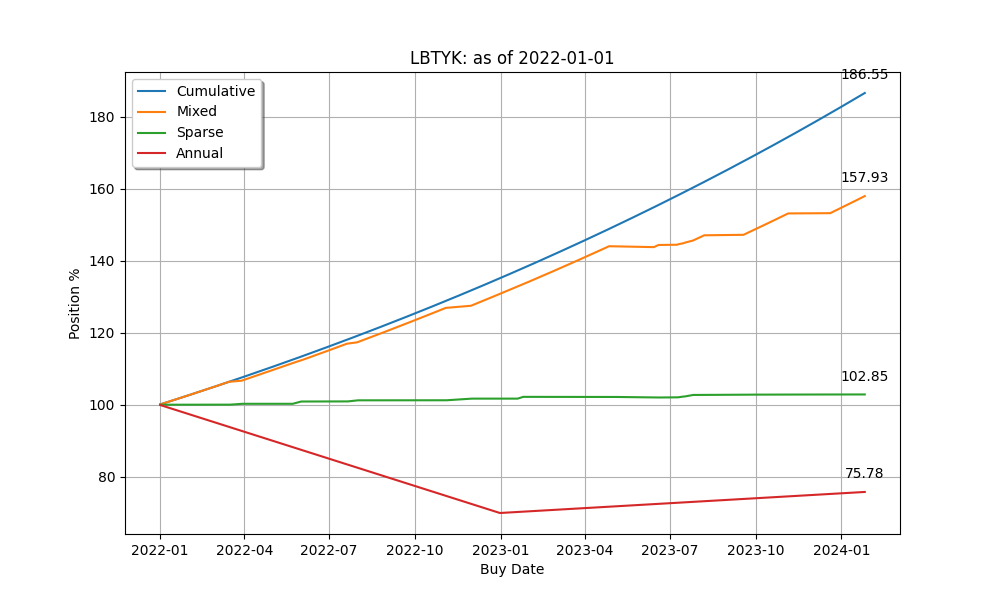 LBTYK: as of 2022-01-01
186.55
Cumulative
Mixed
Sparse
Annual
157.93
102.85
75.78
180
160
140
120
100
80
Position %
2022-01 2022-04 2022-07 2022-10 2023-01 2023-04 2023-07 2023-10 2024-01
Buy Date